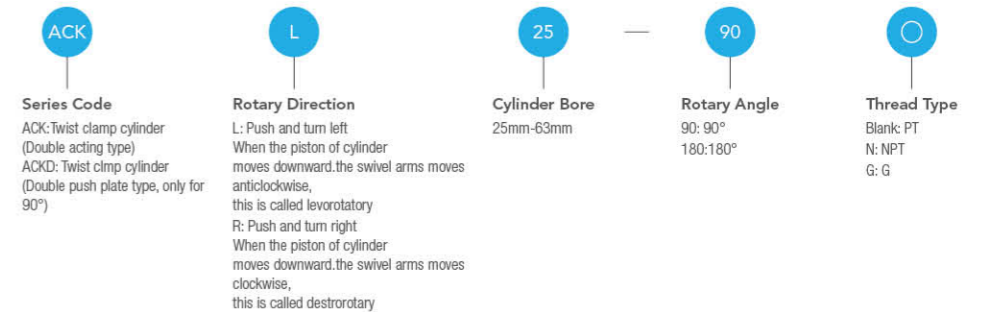 ACK
L
25
—
90
Series Code
ACK:Twist clamp cylinder
(Double acting type)
ACKD: Twist clmp cylinder
(Double push plate type, only for
90°)
Rotary Direction
L: Push and turn left
When the piston of cylinder
moves downward.the swivel arms moves
anticlockwise,
this is called levorotatory
R: Push and turn right
When the piston of cylinder
moves downward.the swivel arms moves
clockwise,
this is called destrorotary
Cylinder Bore
25mm-63mm
Rotary Angle
90: 90°
180:180°
Thread Type
Blank: PT
N: NPT
G: G